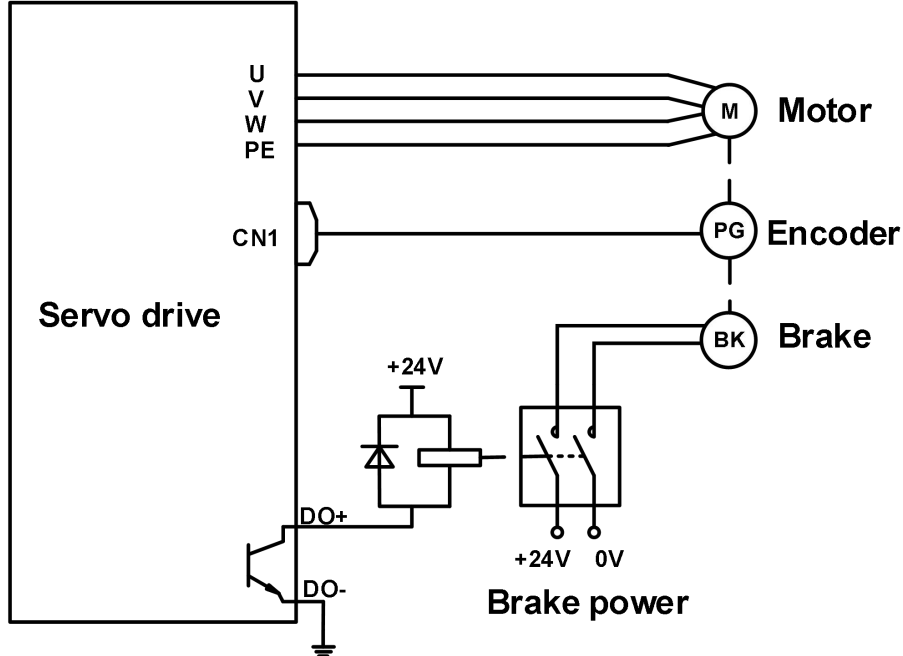 U
V
W
PE
M
Motor
CN1
PG
Encoder
Servo drive
BK
Brake
+24V
DO+
DO-
+24V
0V
Brake power